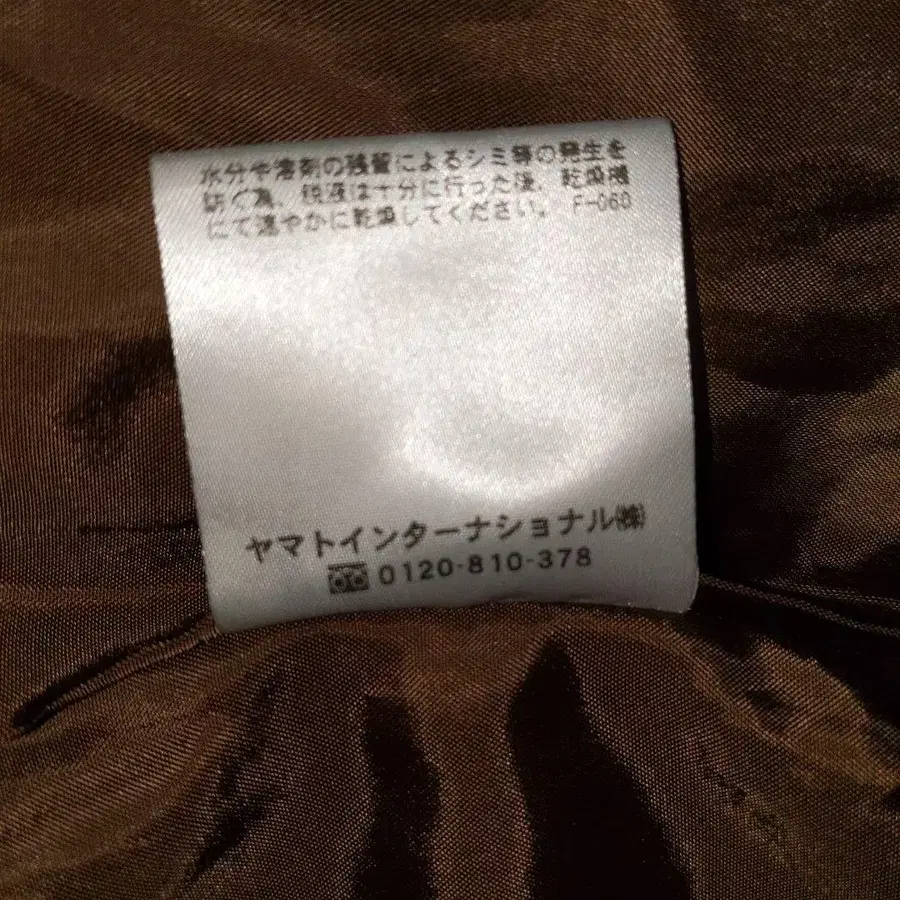 水分や溶剤の残留によるシミ等の発生を
防ぐ為、脱液は十分に行った後、乾燥機
にて速やかに乾燥してください。 F-060
ヤマトインターナショナル㈱
0120-810-378